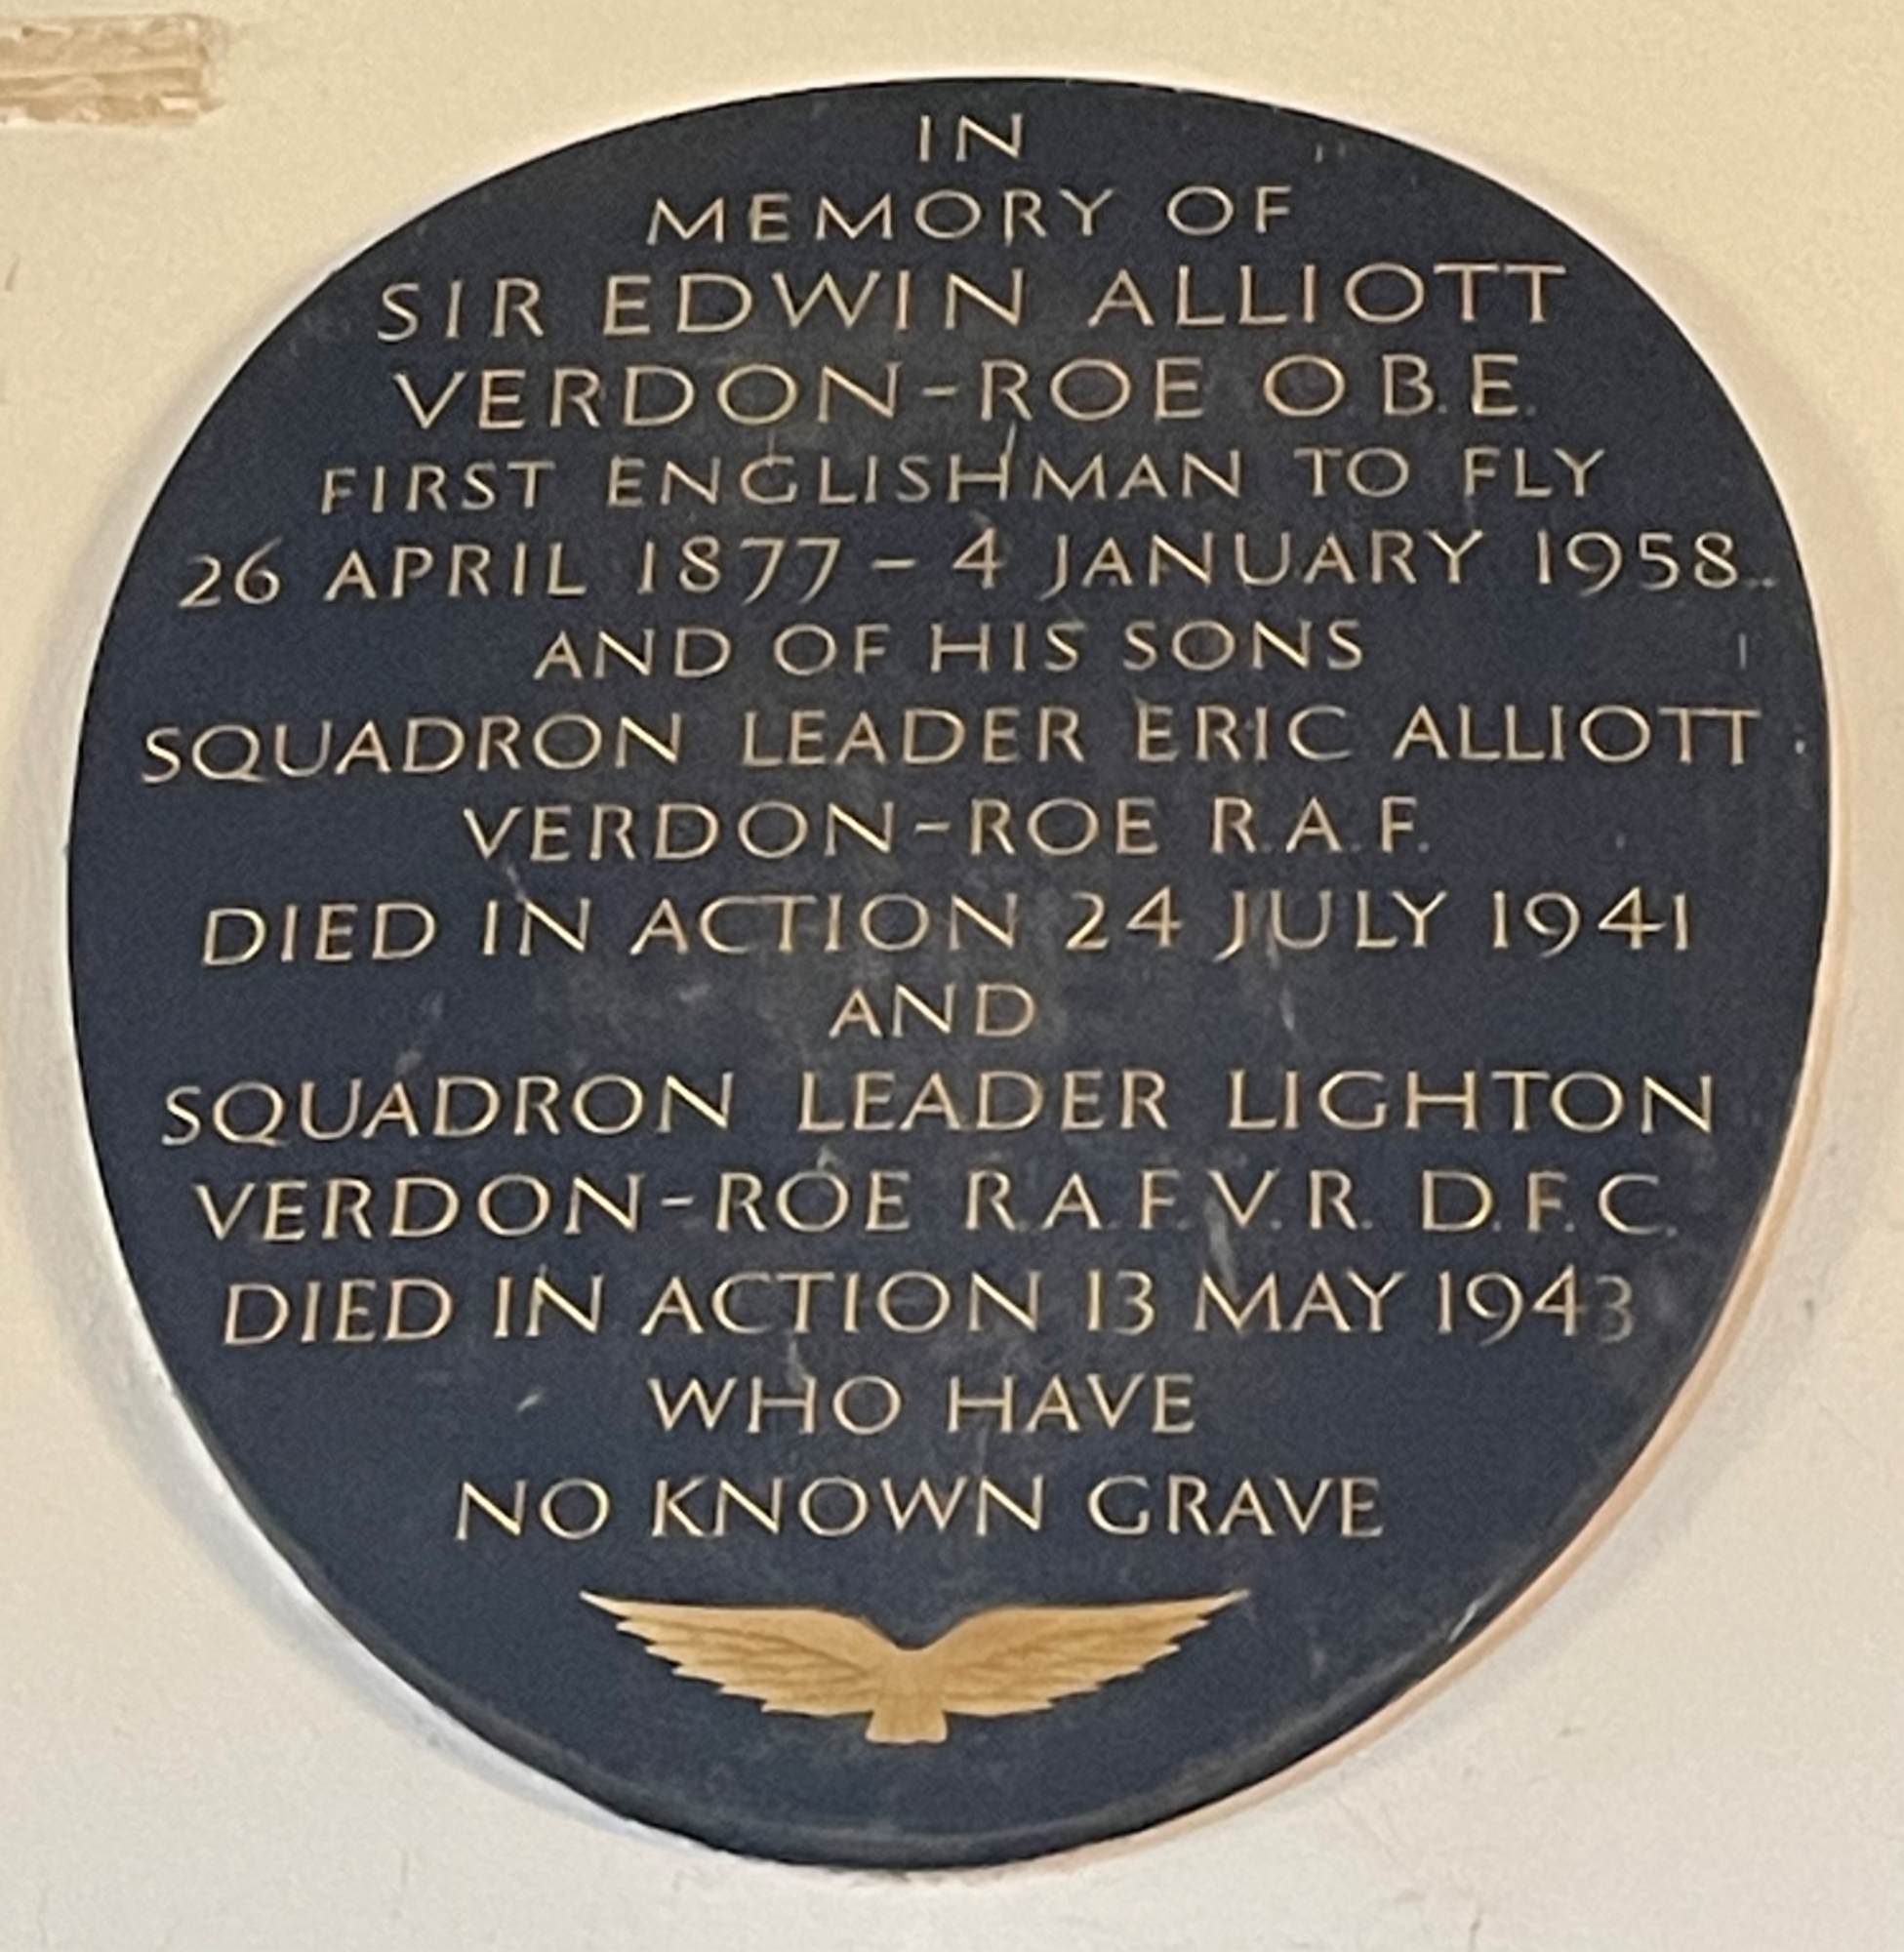 IN
MEMORY OF
SIR EDWIN ALLIOTT
VERDON-ROE O.B.E.
FIRST ENGLISHMAN TO FLY
26 APRIL 1877 – 4 JANUARY 1958
AND OF HIS SONS
SQUADRON LEADER ERIC ALLIOTT
VERDON-ROE R.A.F.
DIED IN ACTION 24 JULY 1941
AND
SQUADRON LEADER LIGHTON
VERDON-ROE R.A.F.V.R. D.F.C.
DIED IN ACTION 13 MAY 1943
WHO HAVE
NO KNOWN GRAVE